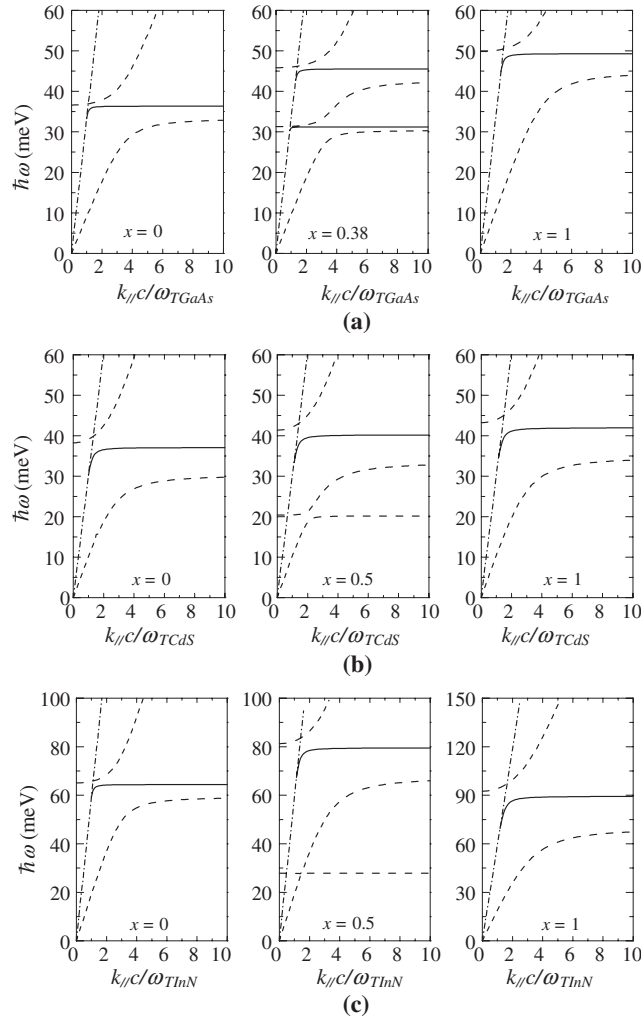 60
50
40
30
20
10
0
x = 0
0 2 4 6 8 10
k//c/ωTGaAs
ħω (meV)
60
50
40
30
20
10
0
x = 0.38
0 2 4 6 8 10
k//c/ωTGaAs
60
50
40
30
20
10
0
x = 1
0 2 4 6 8 10
k//c/ωTGaAs
(a)
60
50
40
30
20
10
0
x = 0
0 2 4 6 8 10
k//c/ωTCdS
ħω (meV)
60
50
40
30
20
10
0
x = 0.5
0 2 4 6 8 10
k//c/ωTCdS
60
50
40
30
20
10
0
x = 1
0 2 4 6 8 10
k//c/ωTCdS
(b)
100
80
60
40
20
0
x = 0
0 2 4 6 8 10
k//c/ωTInN
ħω (meV)
100
80
60
40
20
0
x = 0.5
0 2 4 6 8 10
k//c/ωTInN
150
120
90
60
30
0
x = 1
0 2 4 6 8 10
k//c/ωTInN
(c)